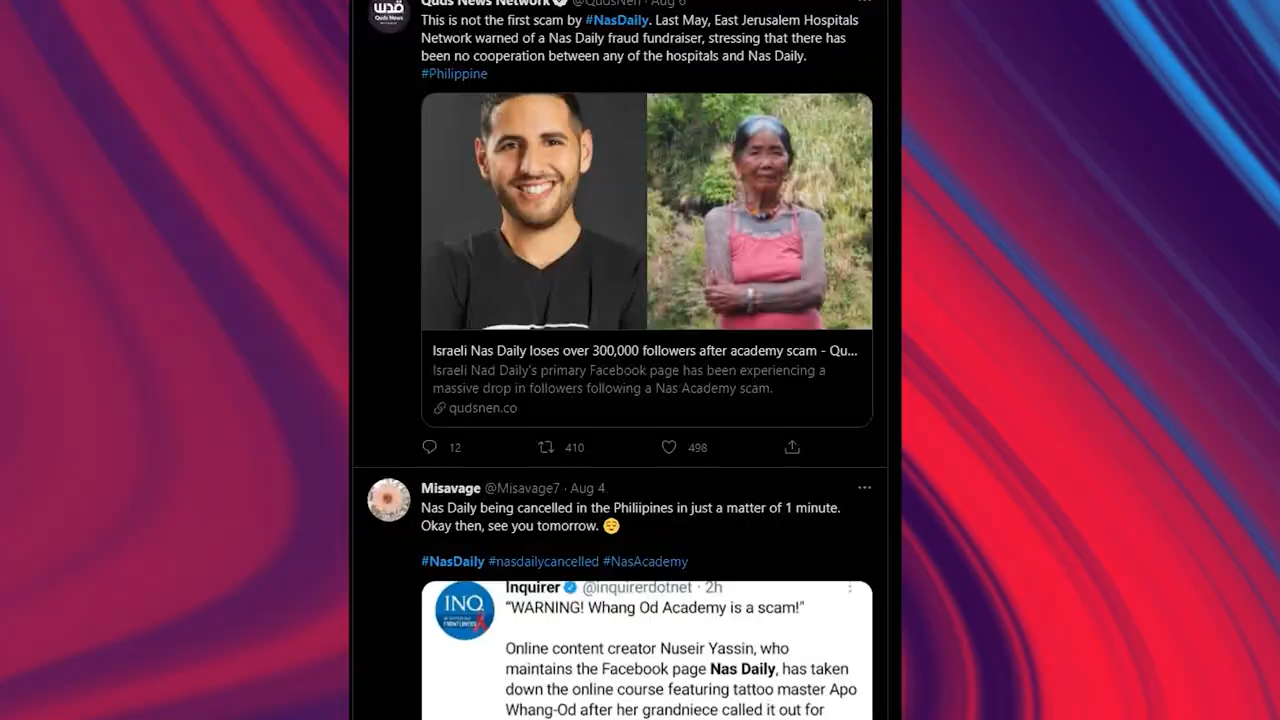 قدس
Quds News
Quds News Network @QudsNen · Aug 6
This is not the first scam by #NasDaily. Last May, East Jerusalem Hospitals
Network warned of a Nas Daily fraud fundraiser, stressing that there has
been no cooperation between any of the hospitals and Nas Daily.
#Philippine
Israeli Nas Daily loses over 300,000 followers after academy scam - Qu...
Israeli Nad Daily's primary Facebook page has been experiencing a
massive drop in followers following a Nas Academy scam.
qudsnen.co
12 410 498
Misavage @Misavage7 · Aug 4
Nas Daily being cancelled in the Philiipines in just a matter of 1 minute.
Okay then, see you tomorrow. 😌
#NasDaily #nasdailycancelled #NasAcademy
INQ
Inquirer @inquirerdotnet · 2h
“WARNING! Whang Od Academy is a scam!”
Online content creator Nuseir Yassin, who
maintains the Facebook page Nas Daily, has taken
down the online course featuring tattoo master Apo
Whang-Od after her grandniece called it out for